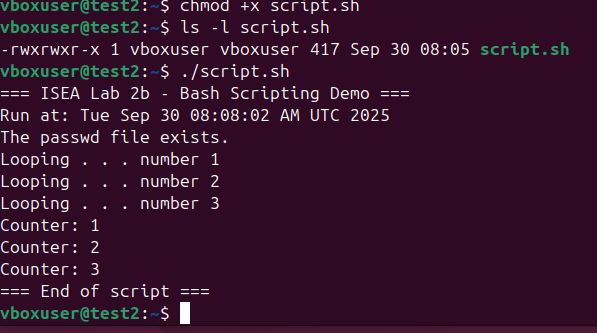 vboxuser@test2:~$ chmod +x script.sh
vboxuser@test2:~$ ls -l script.sh
-rwxrwxr-x 1 vboxuser vboxuser 417 Sep 30 08:05 script.sh
vboxuser@test2:~$ ./script.sh
=== ISEA Lab 2b - Bash Scripting Demo ===
Run at: Tue Sep 30 08:08:02 AM UTC 2025
The passwd file exists.
Looping . . . number 1
Looping . . . number 2
Looping . . . number 3
Counter: 1
Counter: 2
Counter: 3
=== End of script ===
vboxuser@test2:~$